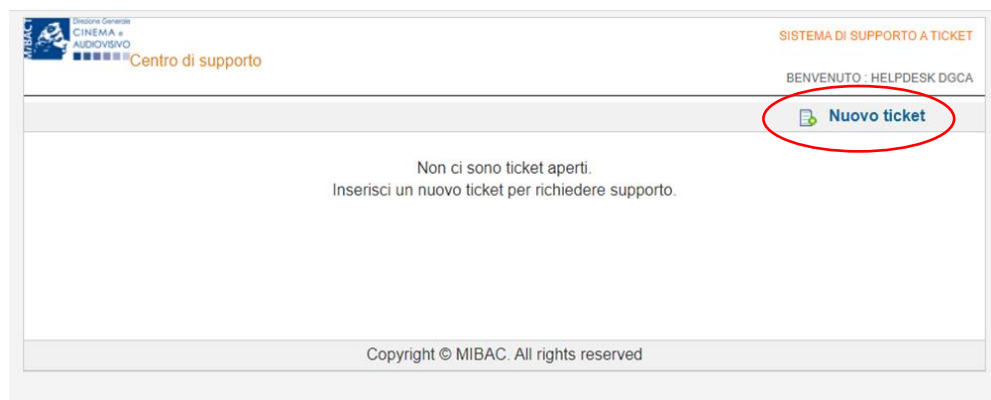 MiBACT
Direzione Generale
CINEMA e
AUDIOVISIVO
Centro di supporto
SISTEMA DI SUPPORTO A TICKET
BENVENUTO : HELPDESK DGCA
Nuovo ticket
Non ci sono ticket aperti.
Inserisci un nuovo ticket per richiedere supporto.
Copyright © MIBAC. All rights reserved